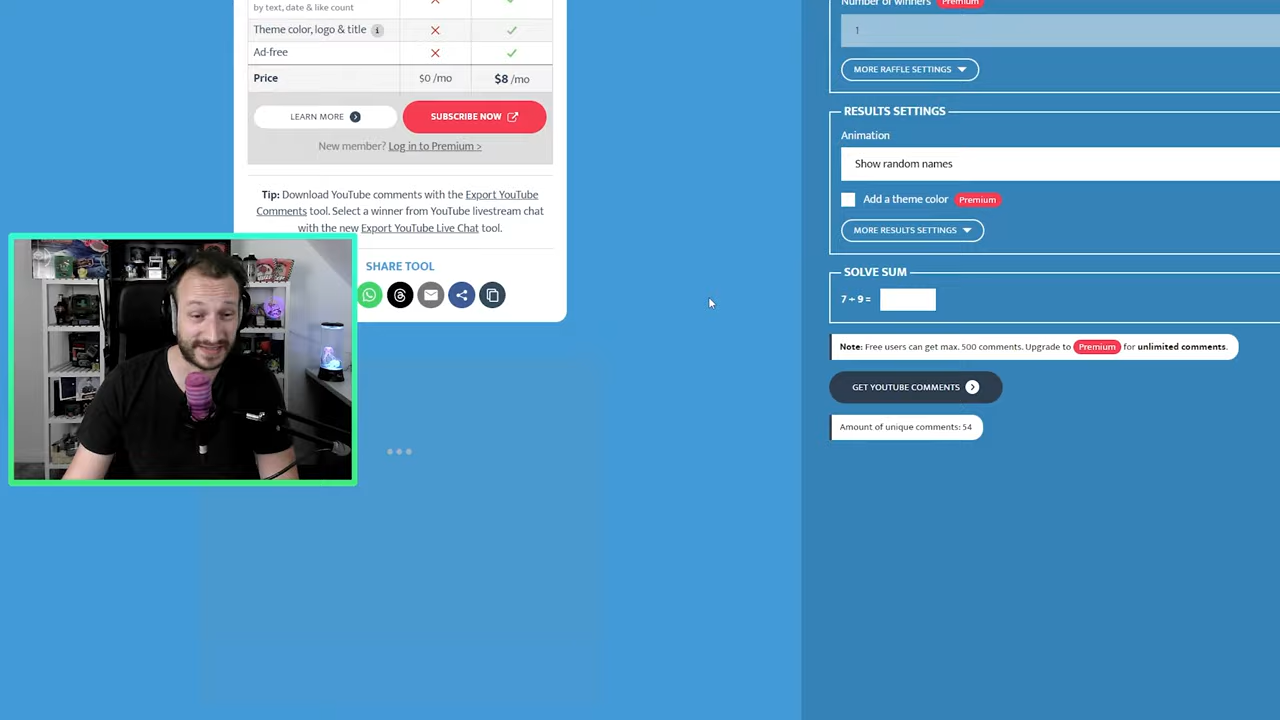 by text, date & like count
Theme color, logo & title
Ad-free
Price $0 /mo $8 /mo
LEARN MORE
SUBSCRIBE NOW
New member? Log in to Premium >
Tip: Download YouTube comments with the Export YouTube
Comments tool. Select a winner from YouTube livestream chat
with the new Export YouTube Live Chat tool.
SHARE TOOL
Number of winners Premium
1
MORE RAFFLE SETTINGS
RESULTS SETTINGS
Animation
Show random names
Add a theme color Premium
MORE RESULTS SETTINGS
SOLVE SUM
7 + 9 =
Note: Free users can get max. 500 comments. Upgrade to Premium for unlimited comments.
GET YOUTUBE COMMENTS
Amount of unique comments: 54